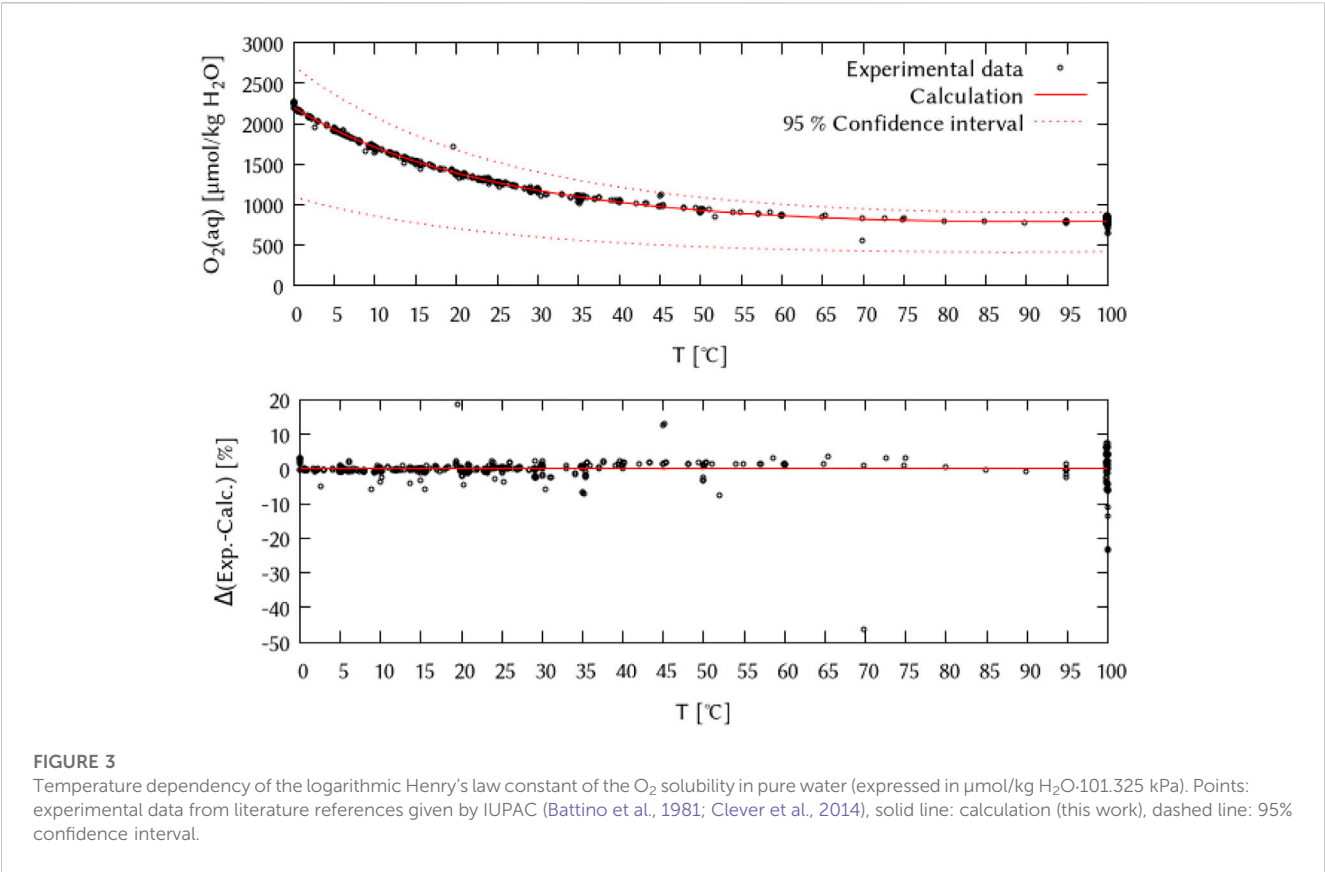 3000
2500
2000
1500
1000
500
0
O₂(aq) [µmol/kg H₂O]
Experimental data
Calculation
95 % Confidence interval
0 5 10 15 20 25 30 35 40 45 50 55 60 65 70 75 80 85 90 95 100
T [℃]
20
10
0
-10
-20
-30
-40
-50
Δ(Exp.-Calc.) [%]
0 5 10 15 20 25 30 35 40 45 50 55 60 65 70 75 80 85 90 95 100
T [℃]
FIGURE 3
Temperature dependency of the logarithmic Henry’s law constant of the O₂ solubility in pure water (expressed in µmol/kg H₂O·101.325 kPa). Points:
experimental data from literature references given by IUPAC (Battino et al., 1981; Clever et al., 2014), solid line: calculation (this work), dashed line: 95%
confidence interval.